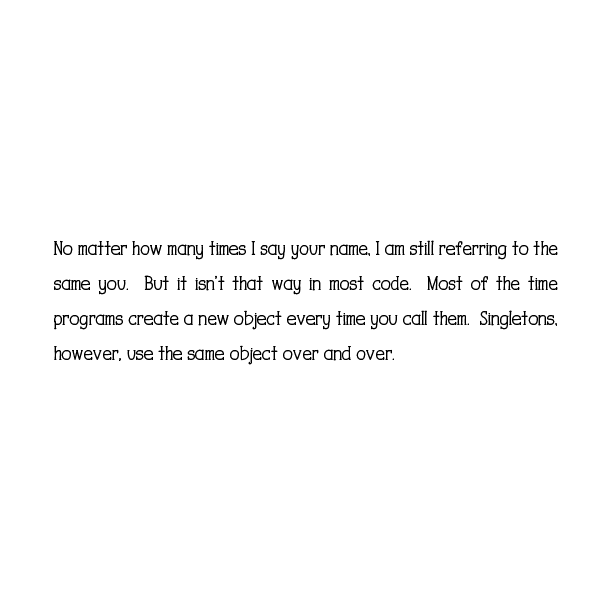 No matter how many times I say your name, I am still referring to the
same you.  But it isn't that way in most code.  Most of the time
programs create a new object every time you call them.  Singletons,
however, use the same object over and over.